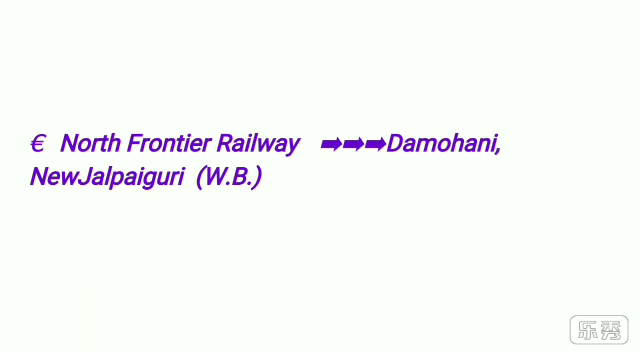 € North Frontier Railway ➡➡➡Damohani,
NewJalpaiguri (W.B.)
乐秀